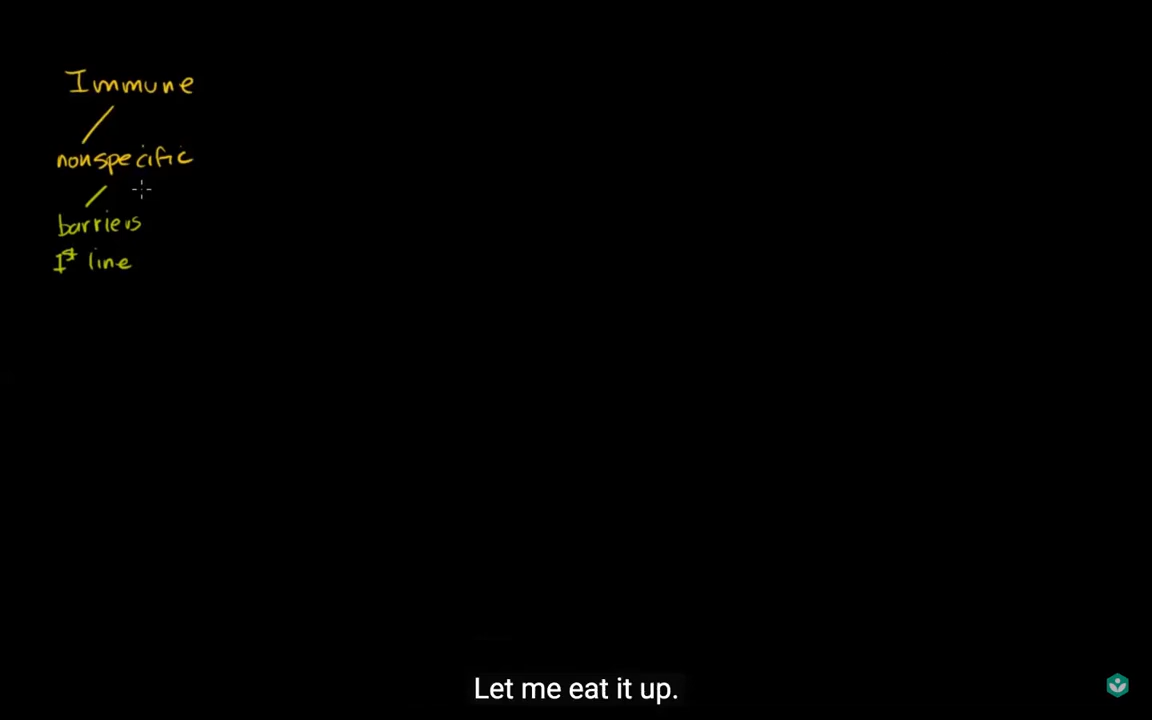 Immune
nonspecific
barriers
1st line
Let me eat it up.